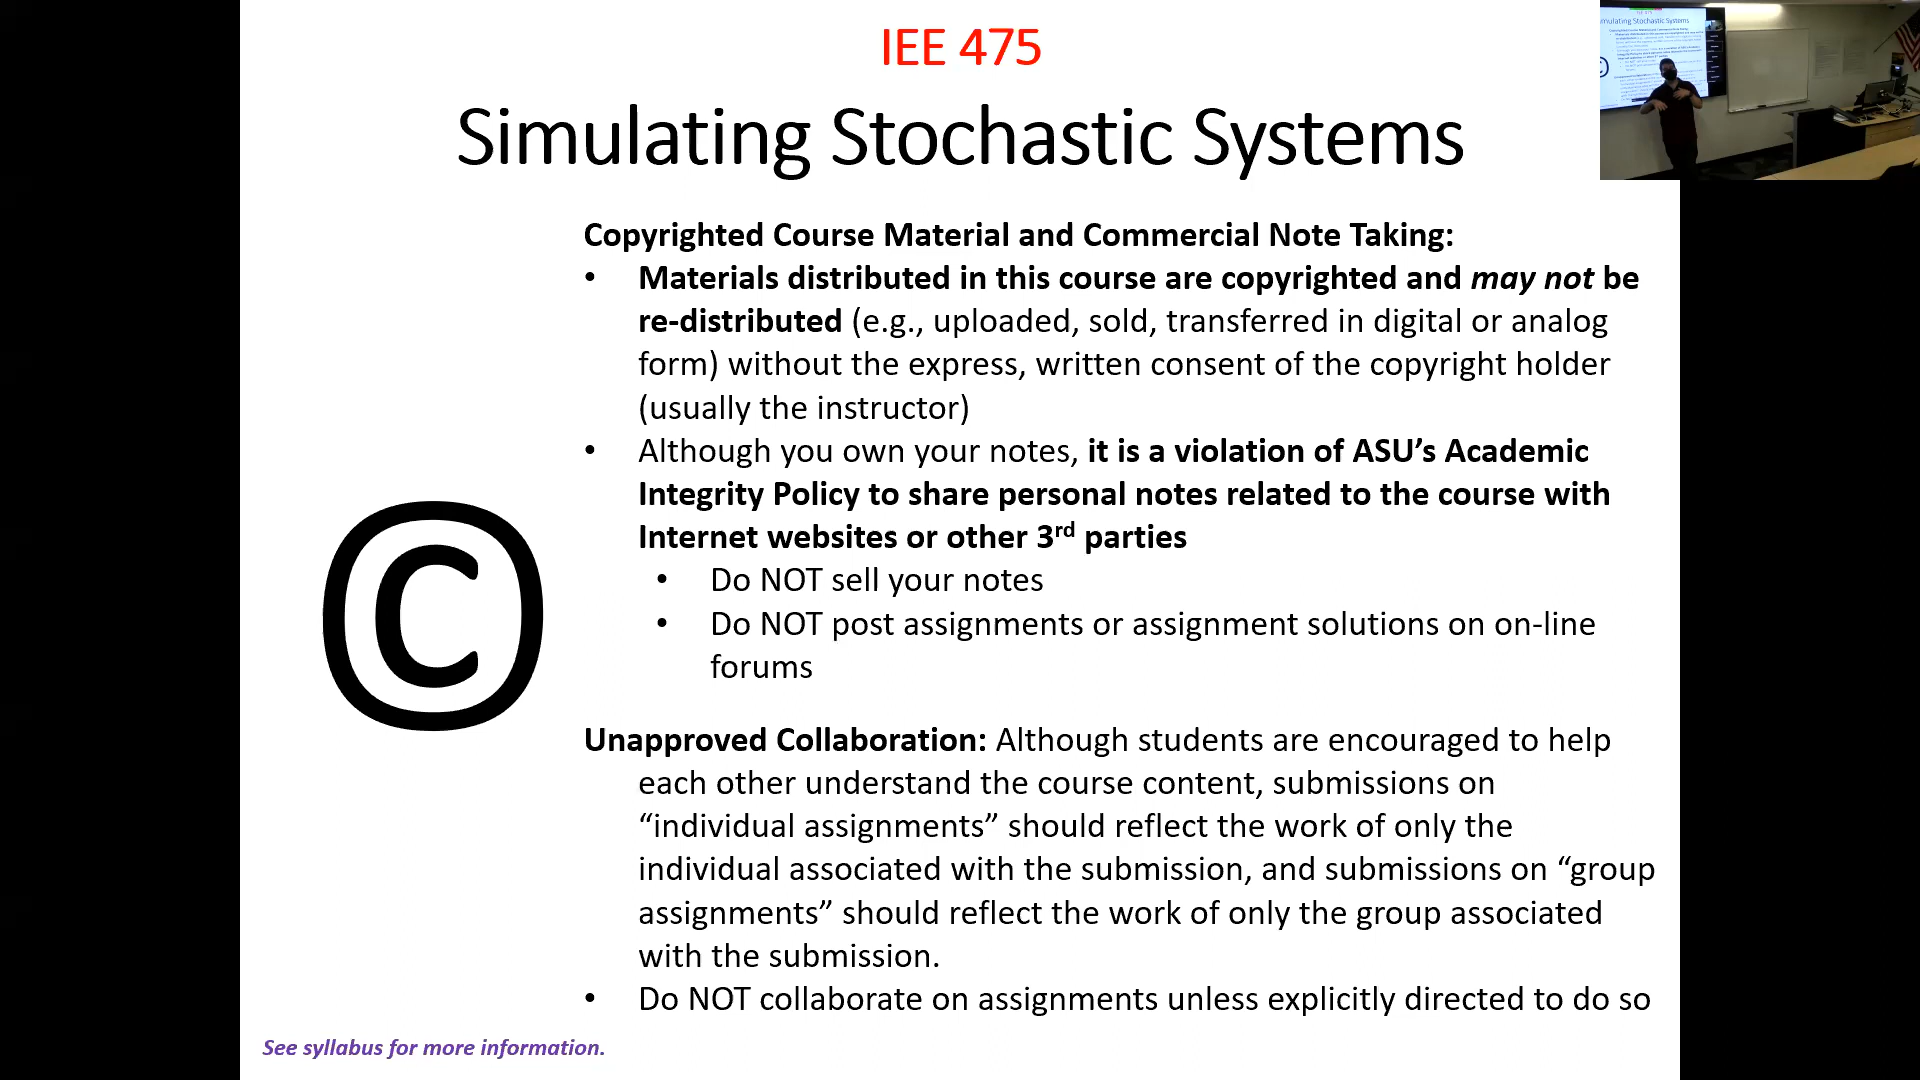 IEE 475
Simulating Stochastic Systems
Copyrighted Course Material and Commercial Note Taking:
• Materials distributed in this course are copyrighted and may not be
re-distributed (e.g., uploaded, sold, transferred in digital or analog
form) without the express, written consent of the copyright holder
(usually the instructor)
• Although you own your notes, it is a violation of ASU’s Academic
Integrity Policy to share personal notes related to the course with
Internet websites or other 3rd parties
• Do NOT sell your notes
• Do NOT post assignments or assignment solutions on on-line
forums
©
Unapproved Collaboration: Although students are encouraged to help
each other understand the course content, submissions on
“individual assignments” should reflect the work of only the
individual associated with the submission, and submissions on “group
assignments” should reflect the work of only the group associated
with the submission.
• Do NOT collaborate on assignments unless explicitly directed to do so
See syllabus for more information.